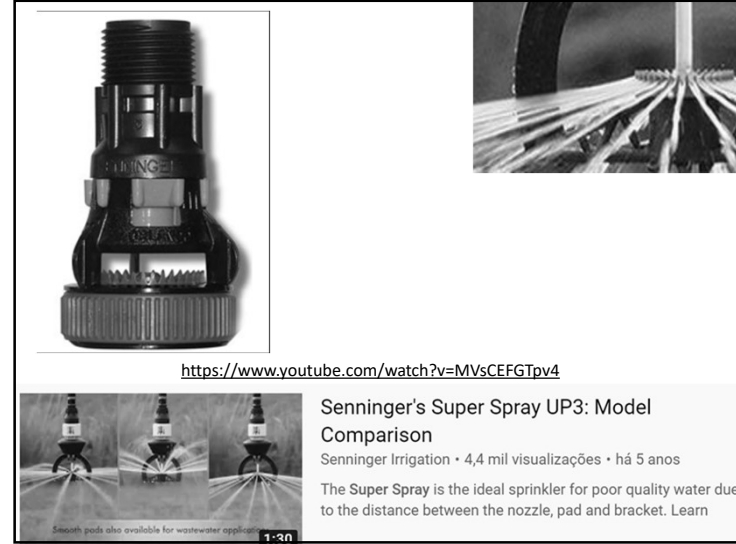 SENNINGER
https://www.youtube.com/watch?v=MVsCEFGTpv4
Senninger's Super Spray UP3: Model
Comparison
Senninger Irrigation • 4,4 mil visualizações • há 5 anos
The Super Spray is the ideal sprinkler for poor quality water due
to the distance between the nozzle, pad and bracket. Learn
Smooth pads also available for wastewater applications
1:30